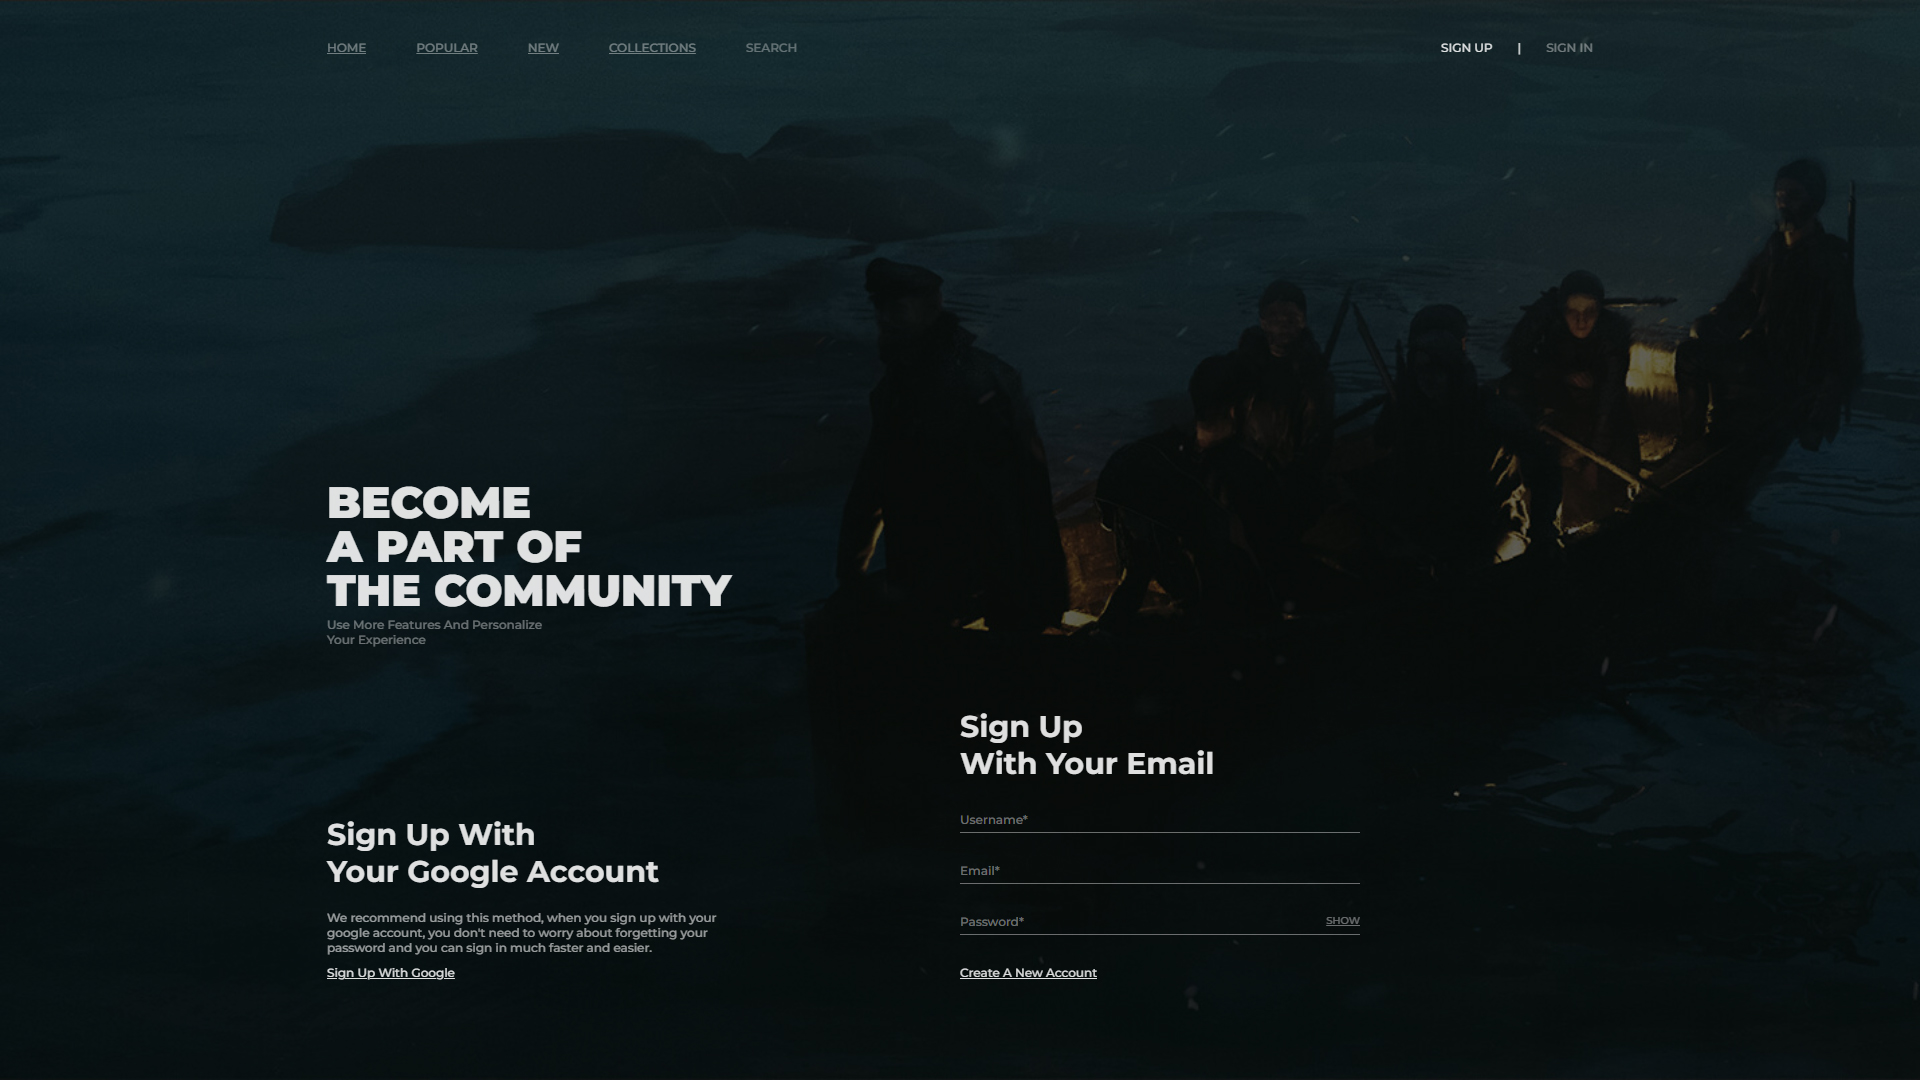 HOME
POPULAR
NEW
COLLECTIONS
SEARCH
SIGN UP
|
SIGN IN
BECOME
A PART OF
THE COMMUNITY
Use More Features And Personalize
Your Experience
Sign Up With
Your Google Account
We recommend using this method, when you sign up with your
google account, you don't need to worry about forgetting your
password and you can sign in much faster and easier.
Sign Up With Google
Sign Up
With Your Email
Username*
Email*
Password*
SHOW
Create A New Account